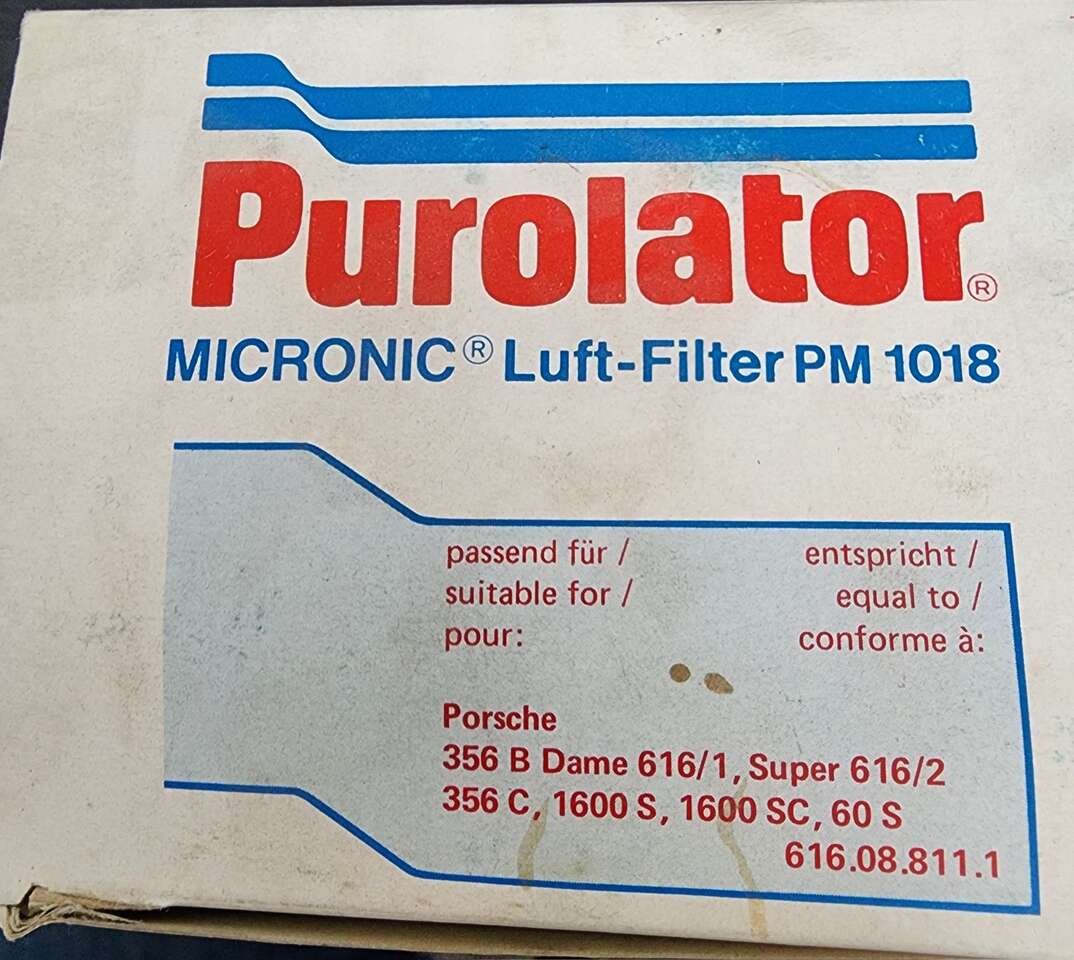 Purolator®
MICRONIC® Luft-Filter PM 1018
passend für / entspricht /
suitable for / equal to /
pour: conforme à:
Porsche
356 B Dame 616/1, Super 616/2
356 C, 1600 S, 1600 SC, 60 S
616.08.811.1